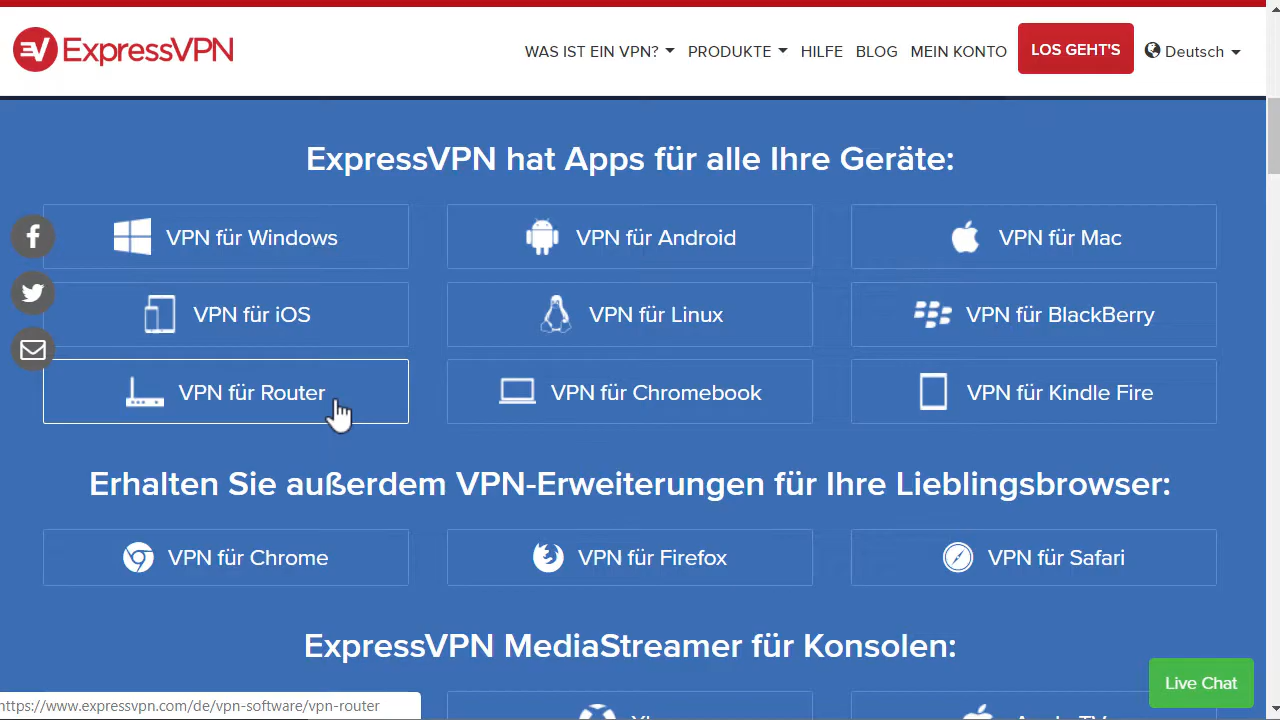 ExpressVPN
WAS IST EIN VPN? PRODUKTE HILFE BLOG MEIN KONTO LOS GEHT'S Deutsch
ExpressVPN hat Apps für alle Ihre Geräte:
VPN für Windows VPN für Android VPN für Mac
VPN für iOS VPN für Linux VPN für BlackBerry
VPN für Router VPN für Chromebook VPN für Kindle Fire
Erhalten Sie außerdem VPN-Erweiterungen für Ihre Lieblingsbrowser:
VPN für Chrome VPN für Firefox VPN für Safari
ExpressVPN MediaStreamer für Konsolen:
Live Chat
https://www.expressvpn.com/de/vpn-software/vpn-router